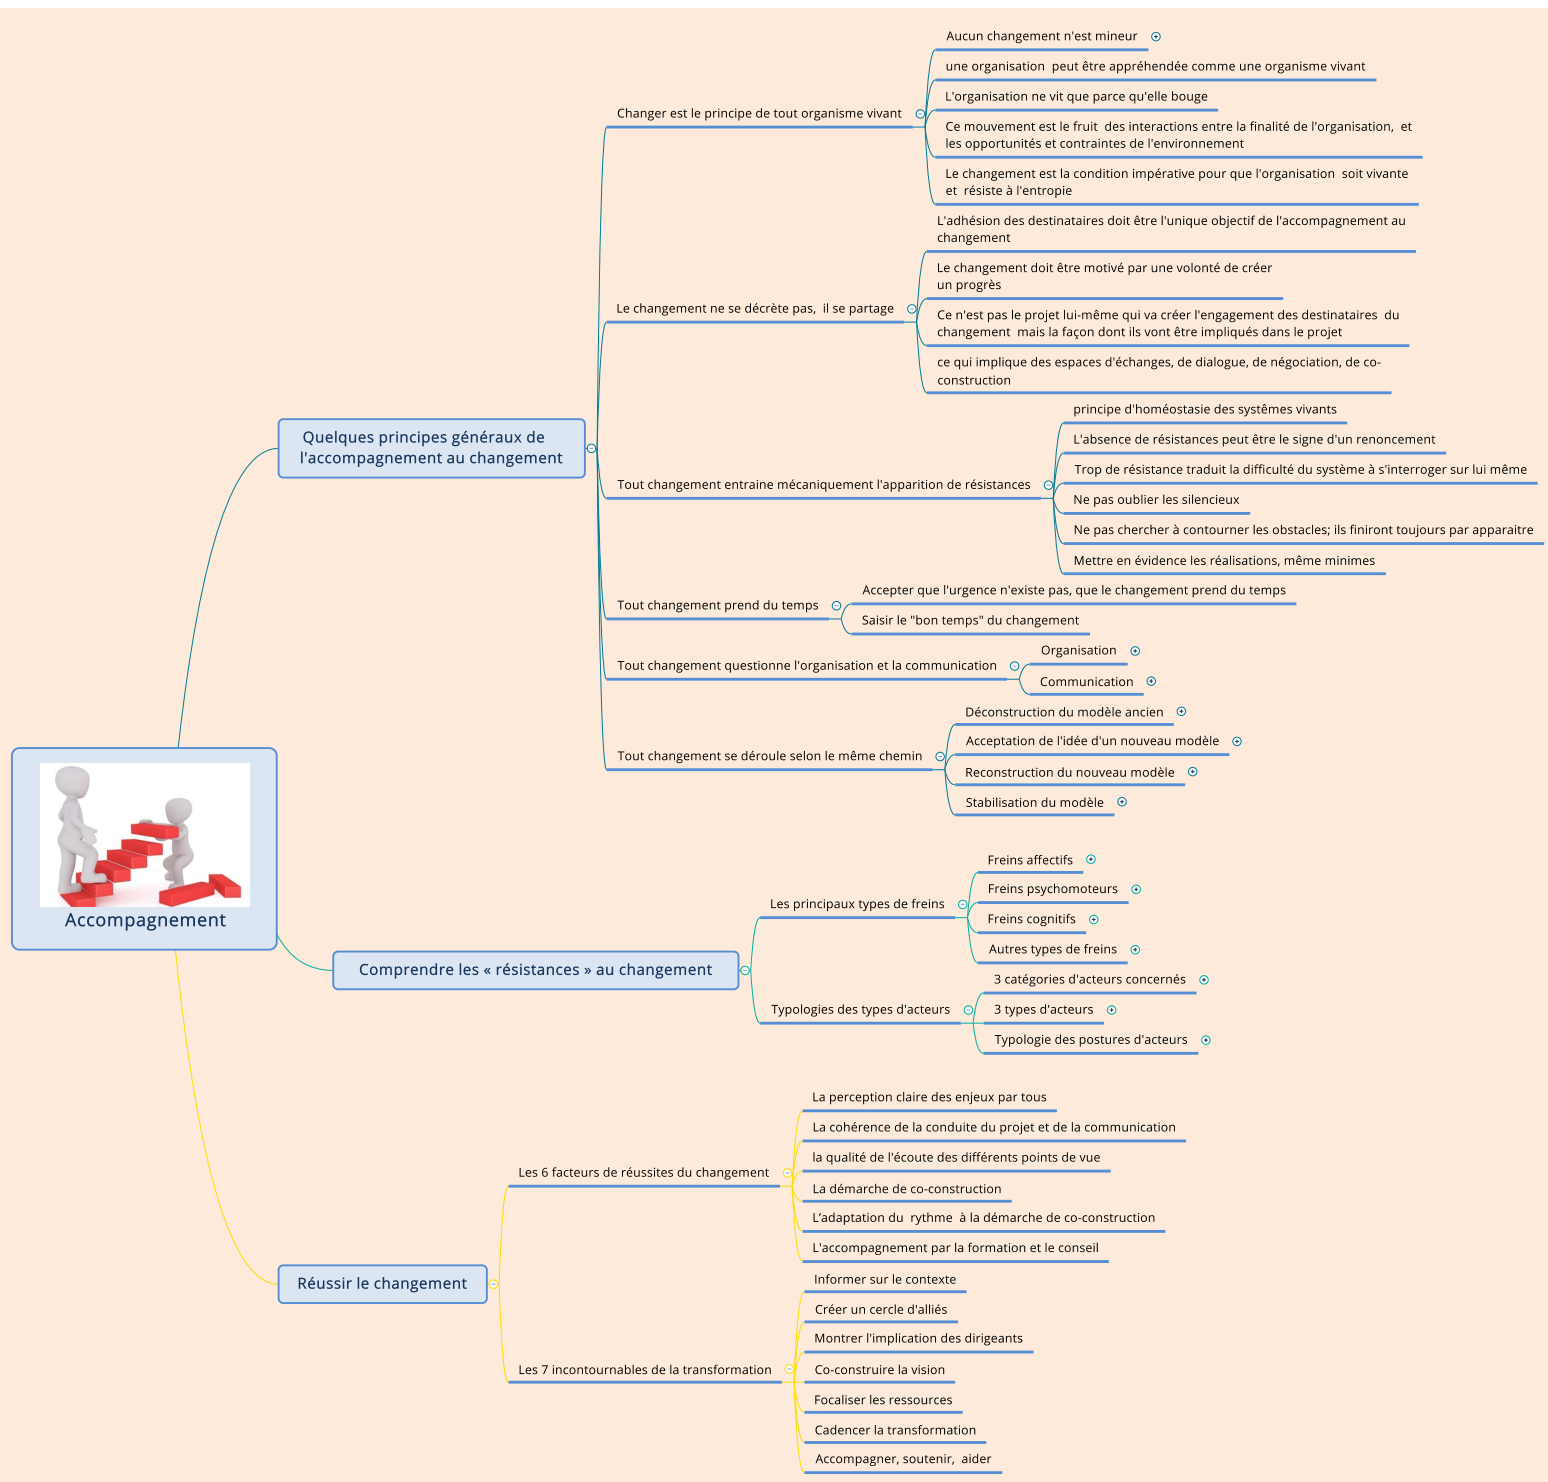 Accompagnement
Quelques principes généraux de
l'accompagnement au changement
Changer est le principe de tout organisme vivant
Aucun changement n'est mineur
une organisation  peut être appréhendée comme une organisme vivant
L'organisation ne vit que parce qu'elle bouge
Ce mouvement est le fruit  des interactions entre la finalité de l'organisation,  et
les opportunités et contraintes de l'environnement
Le changement est la condition impérative pour que l'organisation  soit vivante
et  résiste à l'entropie
Le changement ne se décrète pas,  il se partage
L'adhésion des destinataires doit être l'unique objectif de l'accompagnement au
changement
Le changement doit être motivé par une volonté de créer
un progrès
Ce n'est pas le projet lui-même qui va créer l'engagement des destinataires  du
changement  mais la façon dont ils vont être impliqués dans le projet
ce qui implique des espaces d'échanges, de dialogue, de négociation, de co-
construction
Tout changement entraine mécaniquement l'apparition de résistances
principe d'homéostasie des systêmes vivants
L'absence de résistances peut être le signe d'un renoncement
Trop de résistance traduit la difficulté du système à s'interroger sur lui même
Ne pas oublier les silencieux
Ne pas chercher à contourner les obstacles; ils finiront toujours par apparaitre
Mettre en évidence les réalisations, même minimes
Tout changement prend du temps
Accepter que l'urgence n'existe pas, que le changement prend du temps
Saisir le "bon temps" du changement
Tout changement questionne l'organisation et la communication
Organisation
Communication
Tout changement se déroule selon le même chemin
Déconstruction du modèle ancien
Acceptation de l'idée d'un nouveau modèle
Reconstruction du nouveau modèle
Stabilisation du modèle
Comprendre les « résistances » au changement
Les principaux types de freins
Freins affectifs
Freins psychomoteurs
Freins cognitifs
Autres types de freins
Typologies des types d'acteurs
3 catégories d'acteurs concernés
3 types d'acteurs
Typologie des postures d'acteurs
Réussir le changement
Les 6 facteurs de réussites du changement
La perception claire des enjeux par tous
La cohérence de la conduite du projet et de la communication
la qualité de l'écoute des différents points de vue
La démarche de co-construction
L’adaptation du  rythme  à la démarche de co-construction
L'accompagnement par la formation et le conseil
Les 7 incontournables de la transformation
Informer sur le contexte
Créer un cercle d'alliés
Montrer l'implication des dirigeants
Co-construire la vision
Focaliser les ressources
Cadencer la transformation
Accompagner, soutenir,  aider